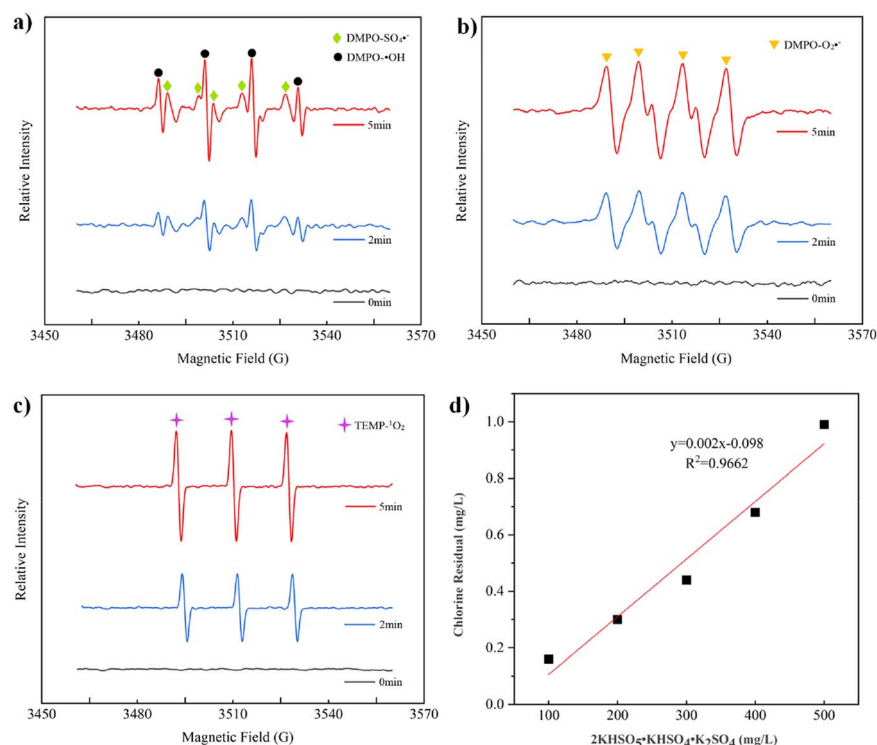 a)
DMPO-SO₄•⁻
DMPO-•OH
5min
2min
0min
Relative Intensity
3450 3480 3510 3540 3570
Magnetic Field (G)
b)
DMPO-O₂•⁻
5min
2min
0min
Relative Intensity
3450 3480 3510 3540 3570
Magnetic Field (G)
c)
TEMP-¹O₂
5min
2min
0min
Relative Intensity
3450 3480 3510 3540 3570
Magnetic Field (G)
d)
y=0.002x-0.098
R²=0.9662
Chlorine Residual (mg/L)
1.0
0.8
0.6
0.4
0.2
0.0
100 200 300 400 500
2KHSO₅•KHSO₄•K₂SO₄ (mg/L)